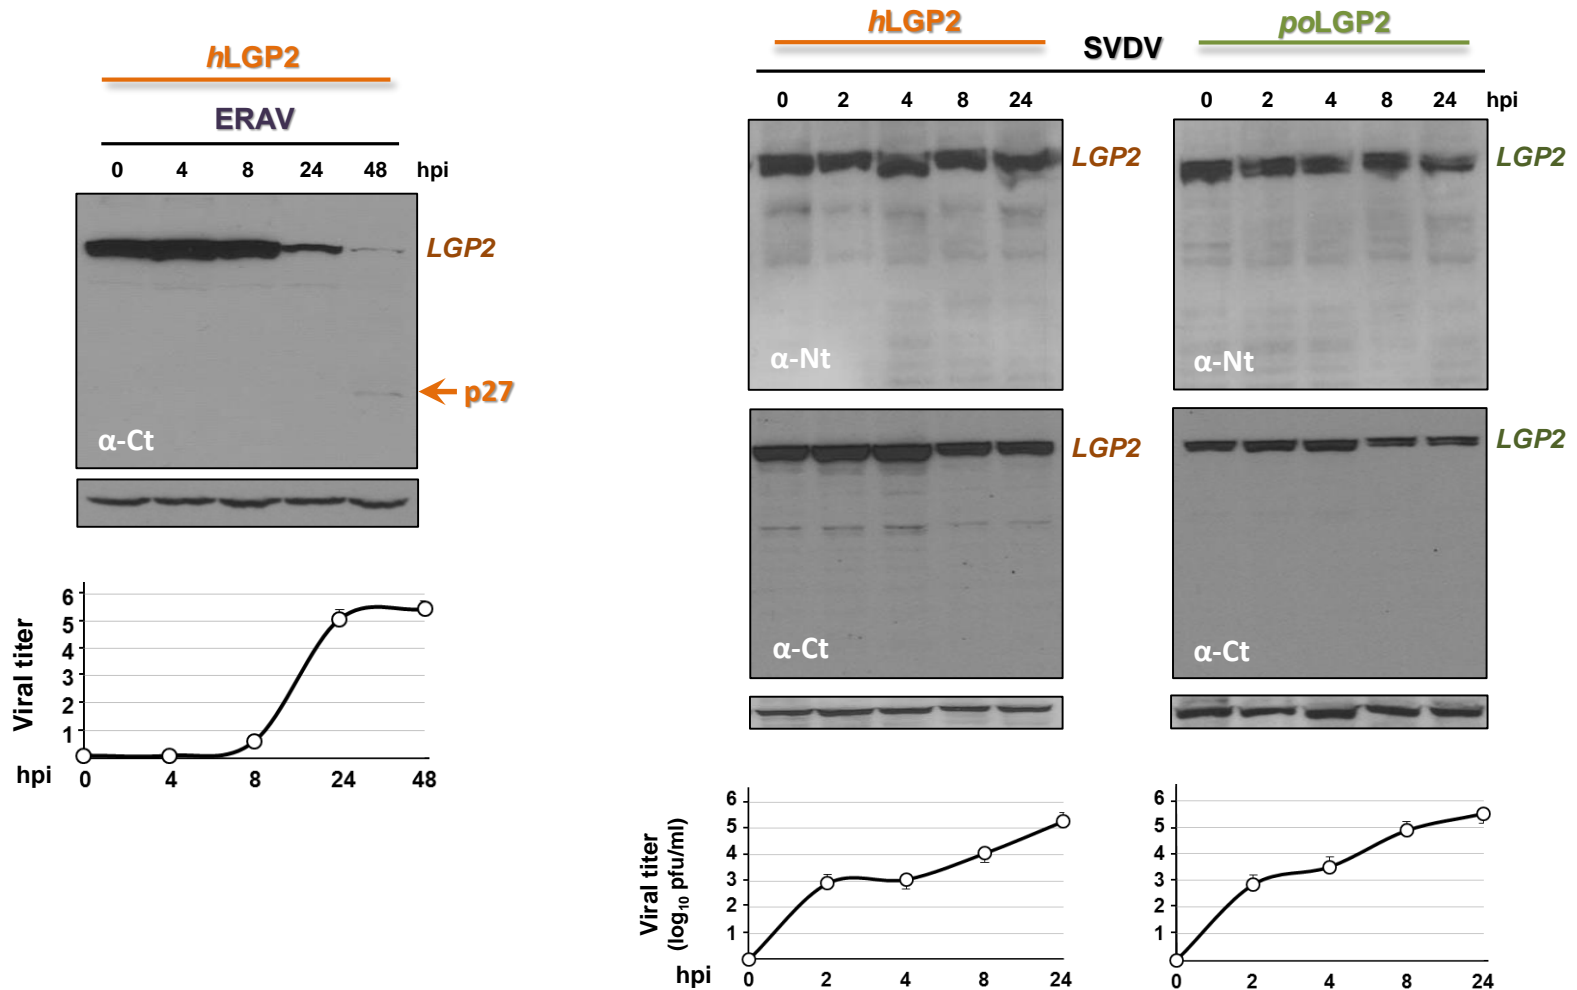 hLGP2
ERAV
0 4 8 24 48 hpi
LGP2
p27
α-Ct
6
5
4
3
2
1
Viral titer
hpi 0 4 8 24 48
hLGP2
SVDV
poLGP2
0 2 4 8 24
0 2 4 8 24 hpi
LGP2
α-Nt
LGP2
α-Nt
LGP2
α-Ct
LGP2
α-Ct
6
5
4
3
2
1
Viral titer
(log₁₀ pfu/ml)
hpi 0 2 4 8 24
6
5
4
3
2
1
0 2 4 8 24